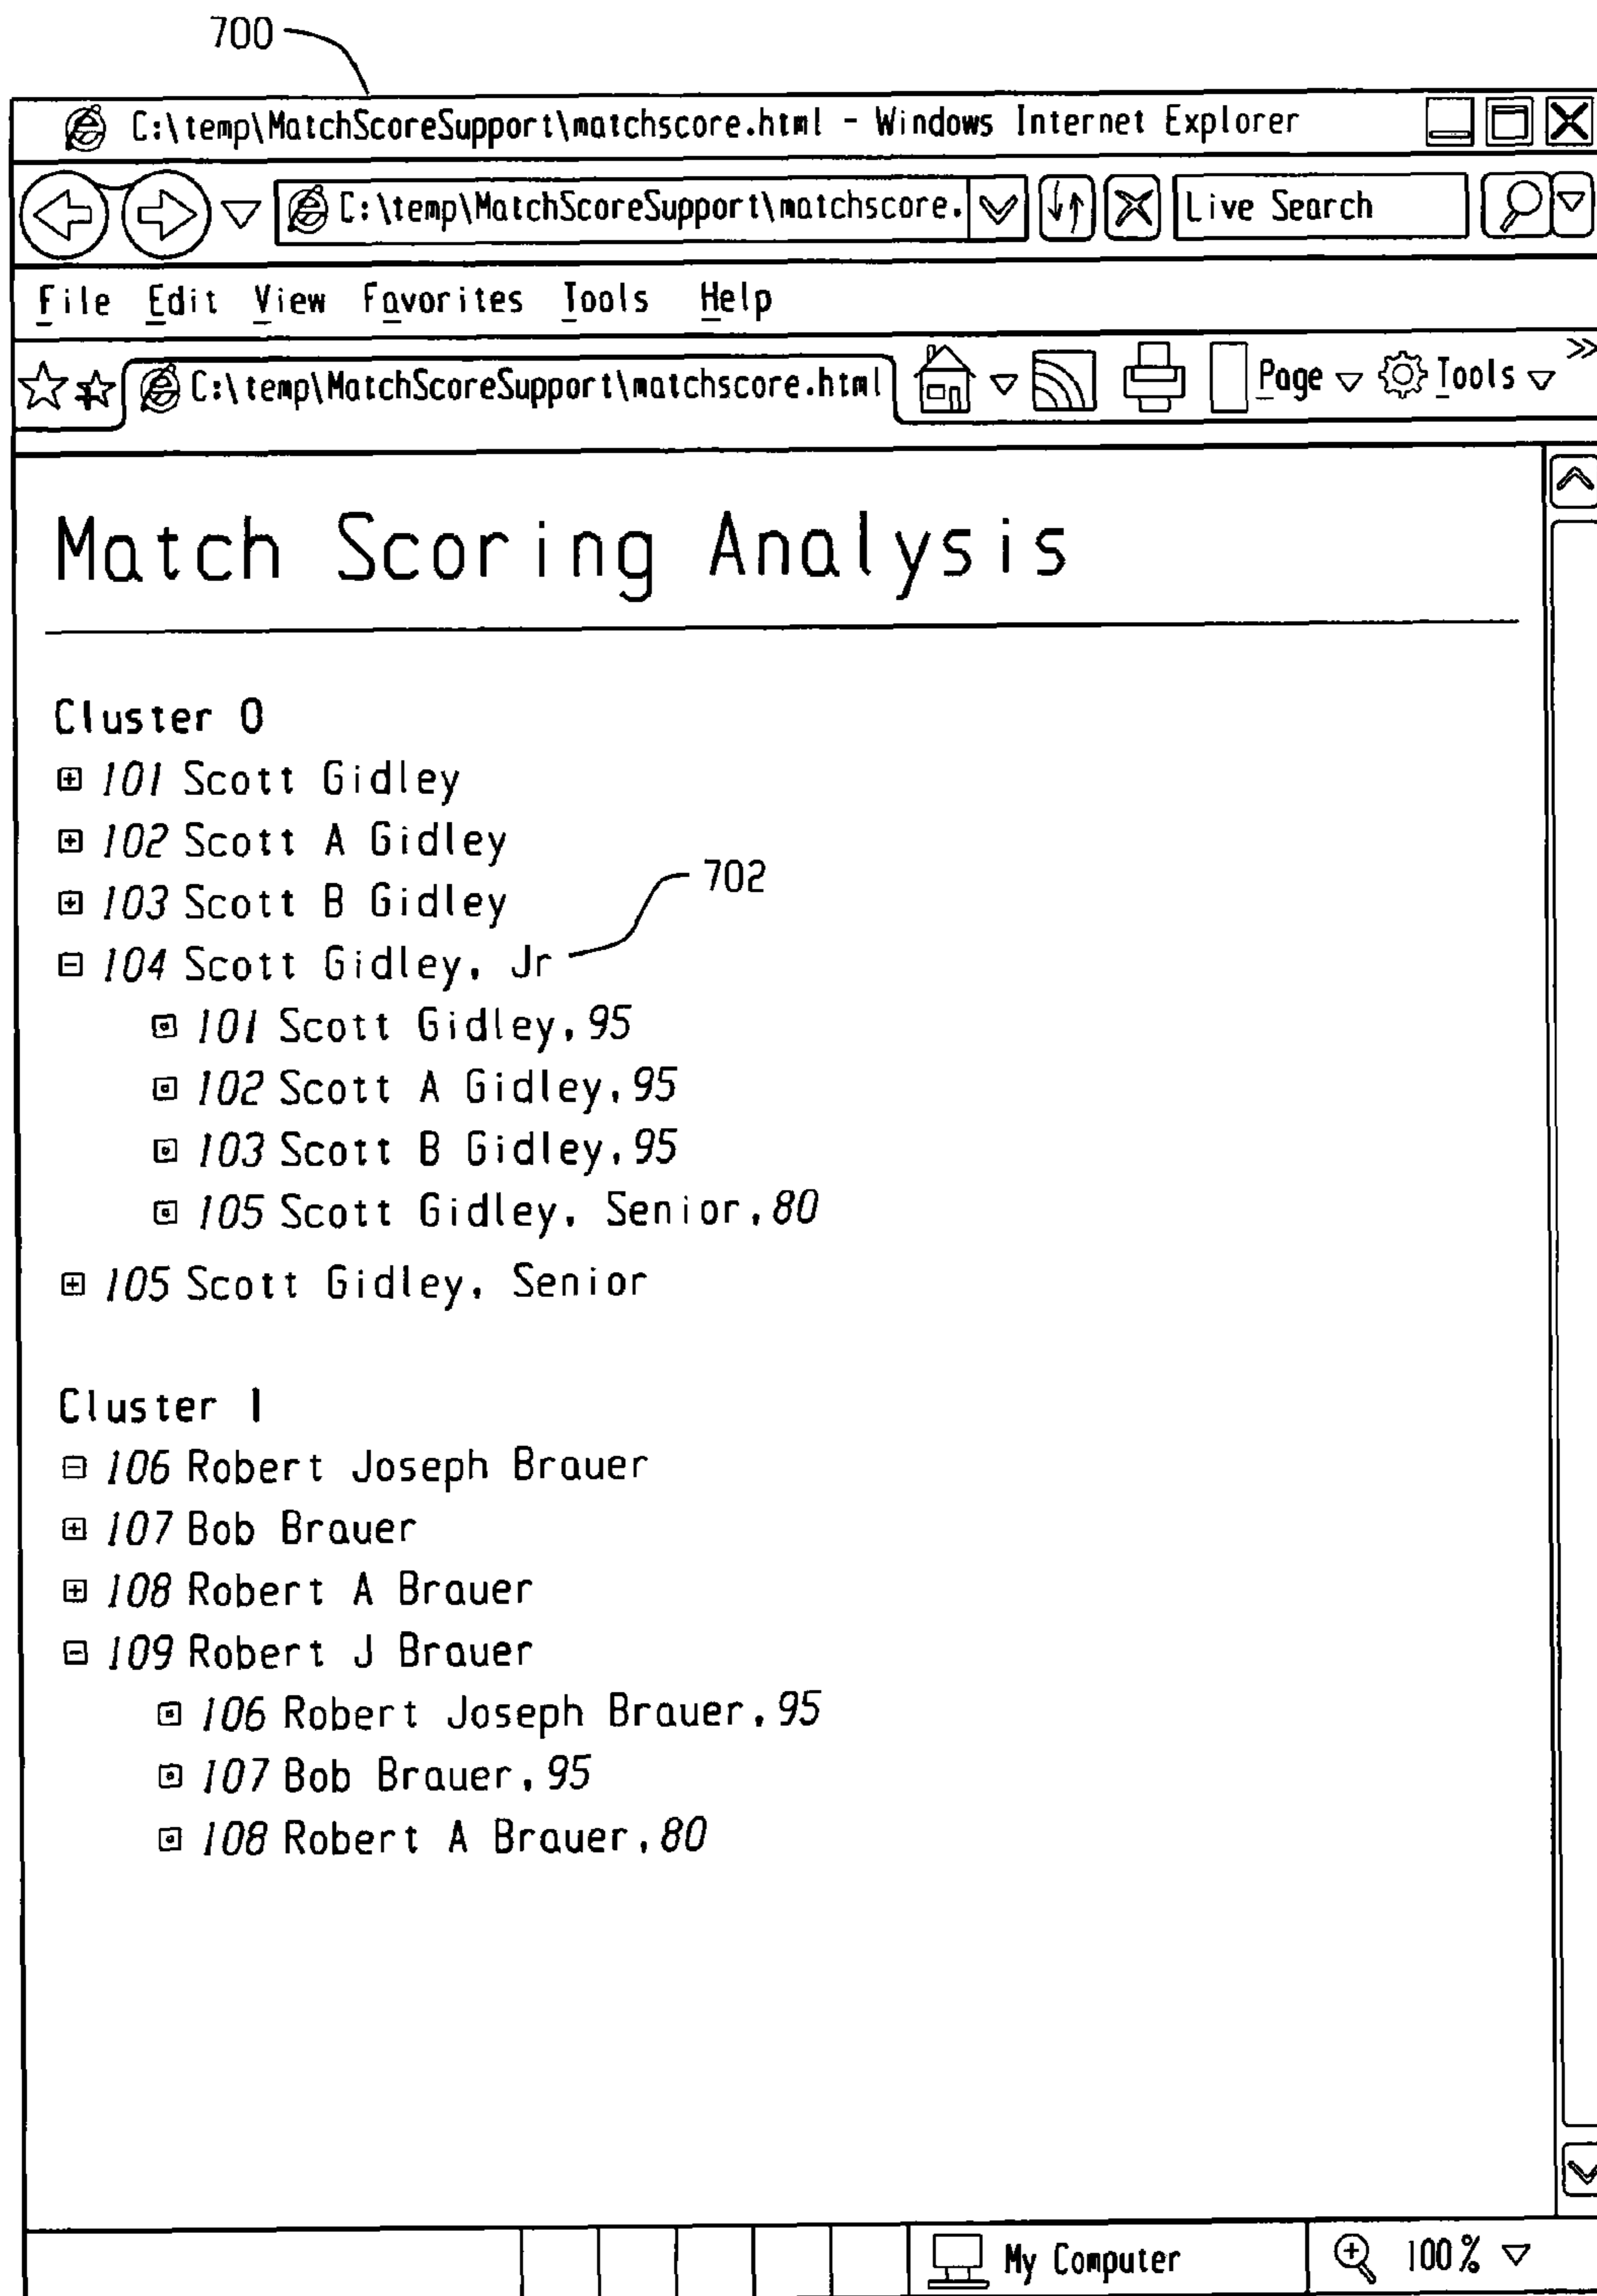 700
C:\temp\MatchScoreSupport\matchscore.html - Windows Internet Explorer
C:\temp\MatchScoreSupport\matchscore.
Live Search
File Edit View Favorites Tools Help
C:\temp\MatchScoreSupport\matchscore.html
Page
Tools
»
Match Scoring Analysis
Cluster 0
101 Scott Gidley
102 Scott A Gidley
702
103 Scott B Gidley
104 Scott Gidley, Jr
101 Scott Gidley, 95
102 Scott A Gidley, 95
103 Scott B Gidley, 95
105 Scott Gidley, Senior, 80
105 Scott Gidley, Senior
Cluster 1
106 Robert Joseph Brauer
107 Bob Brauer
108 Robert A Brauer
109 Robert J Brauer
106 Robert Joseph Brauer, 95
107 Bob Brauer, 95
108 Robert A Brauer, 80
My Computer
100%